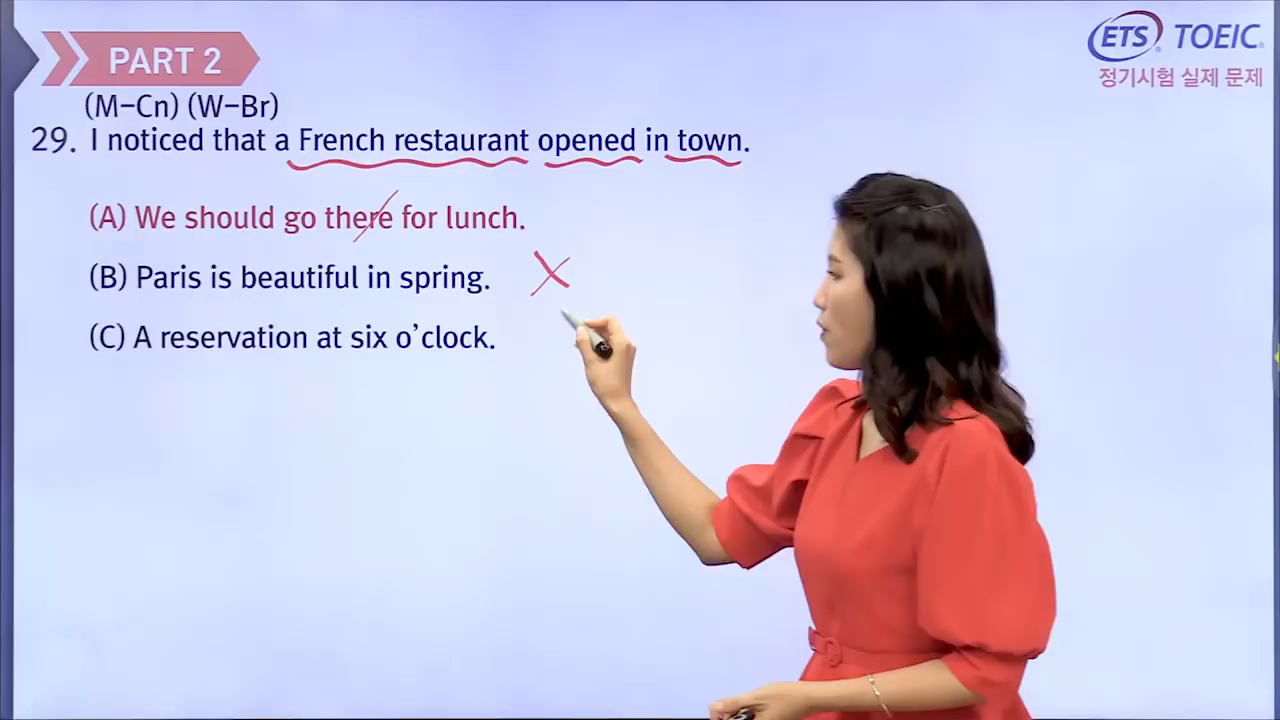 PART 2
ETS TOEIC
정기시험 실제 문제
(M-Cn) (W-Br)
29. I noticed that a French restaurant opened in town.
(A) We should go there for lunch.
(B) Paris is beautiful in spring.
(C) A reservation at six o’clock.